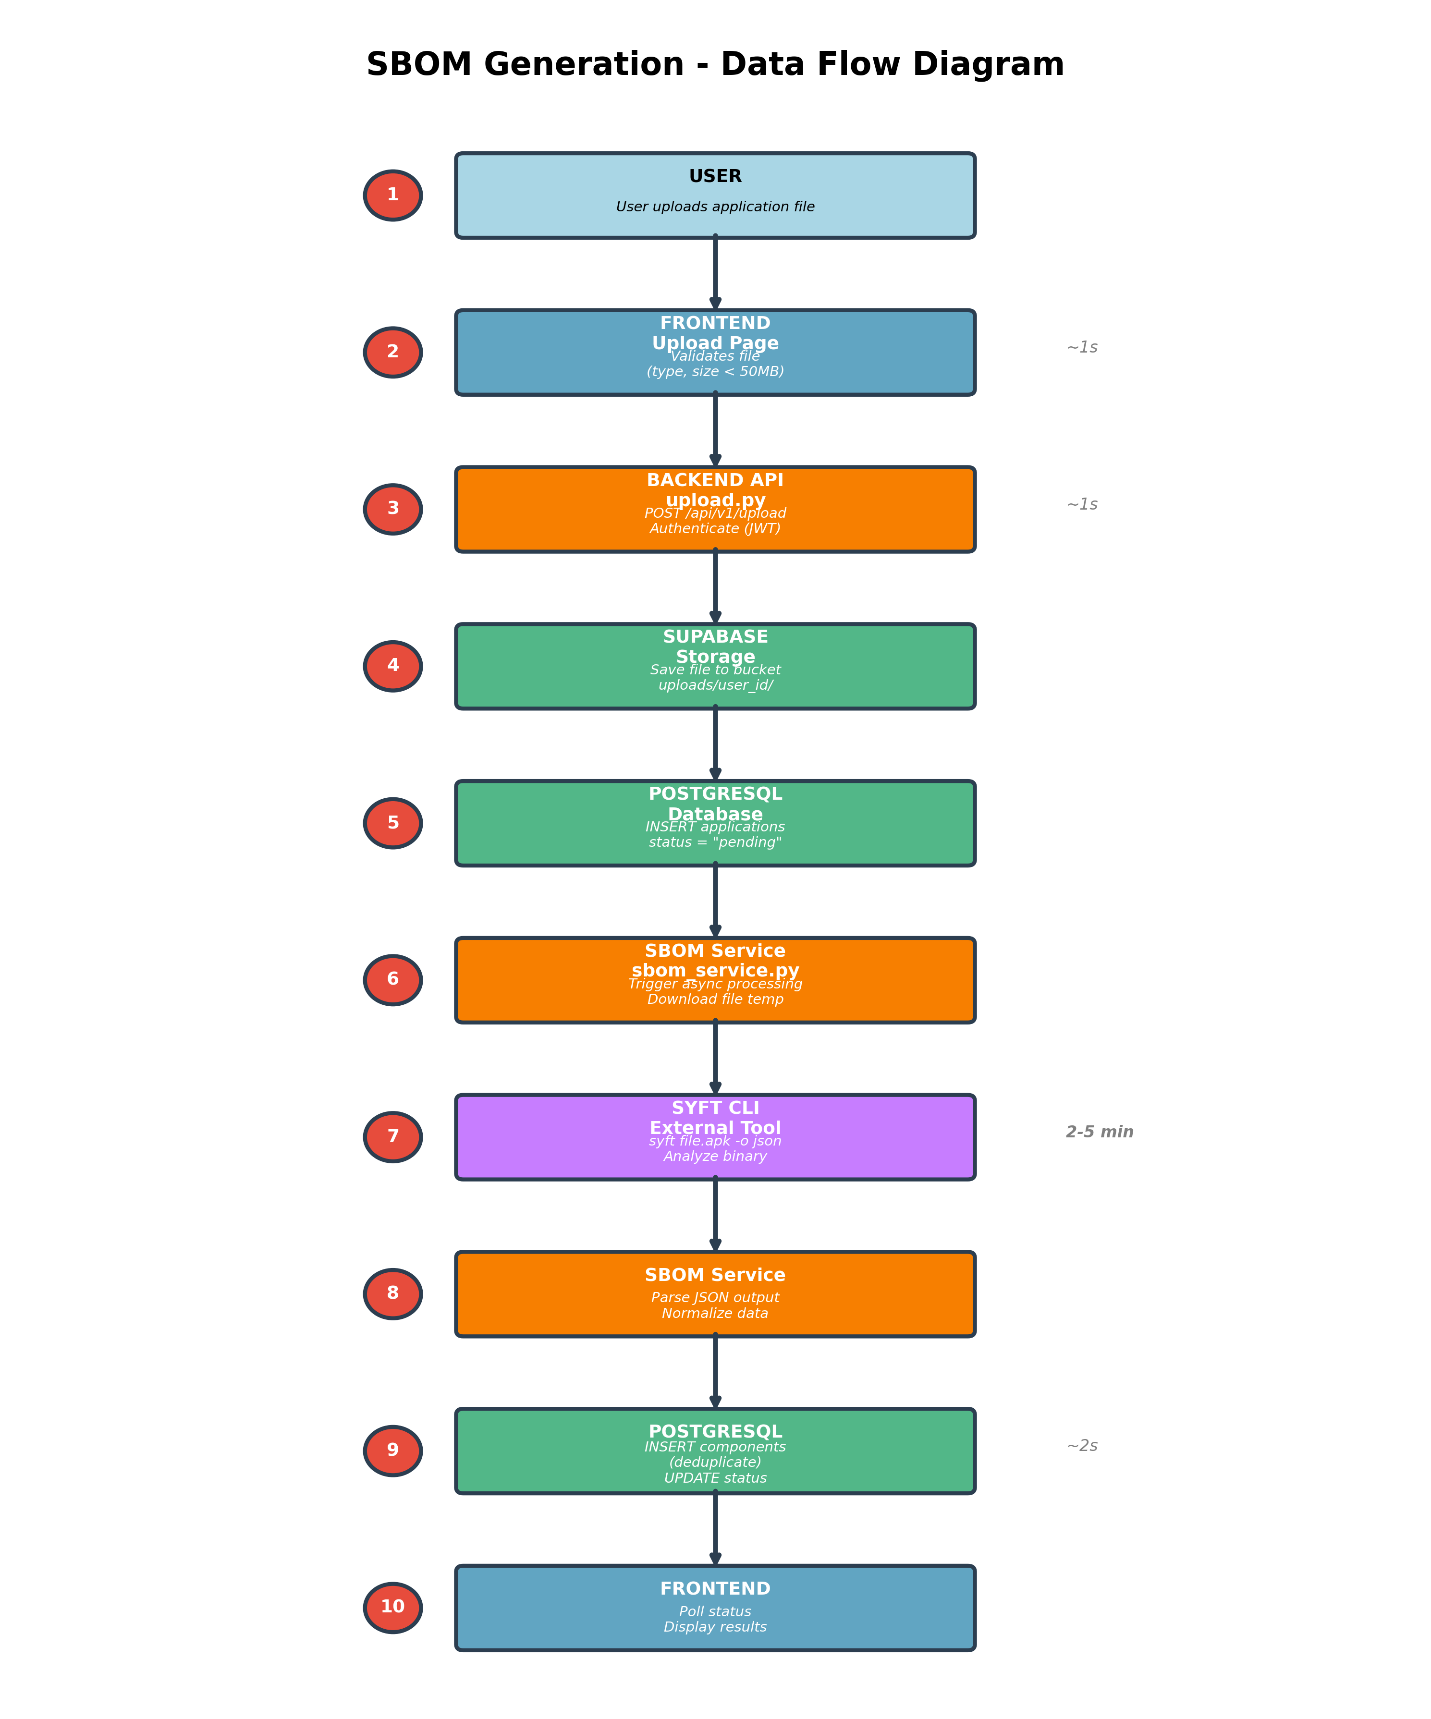 SBOM Generation - Data Flow Diagram
1
USER
User uploads application file
2
FRONTEND
Upload Page
Validates file
(type, size < 50MB)
~1s
3
BACKEND API
upload.py
POST /api/v1/upload
Authenticate (JWT)
~1s
4
SUPABASE
Storage
Save file to bucket
uploads/user_id/
5
POSTGRESQL
Database
INSERT applications
status = "pending"
6
SBOM Service
sbom_service.py
Trigger async processing
Download file temp
7
SYFT CLI
External Tool
syft file.apk -o json
Analyze binary
2-5 min
8
SBOM Service
Parse JSON output
Normalize data
9
POSTGRESQL
INSERT components
(deduplicate)
UPDATE status
~2s
10
FRONTEND
Poll status
Display results